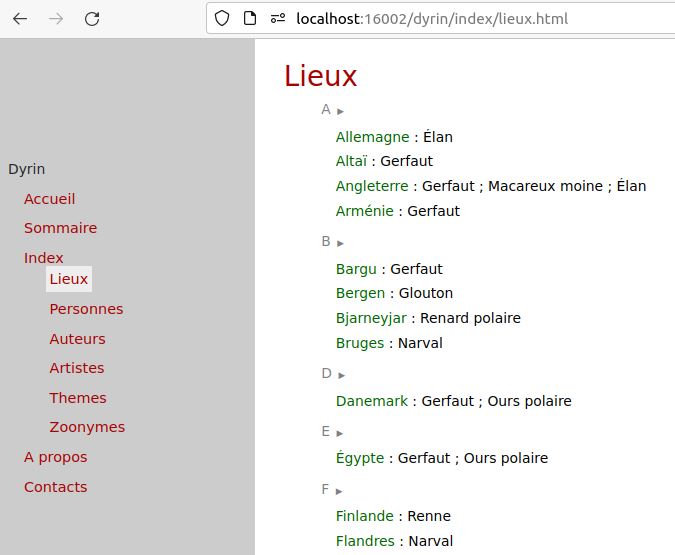 localhost:16002/dyrin/index/lieux.html
Dyrin
Accueil
Sommaire
Index
Lieux
Personnes
Auteurs
Artistes
Themes
Zoonymes
A propos
Contacts
Lieux
A ►
Allemagne : Élan
Altaï : Gerfaut
Angleterre : Gerfaut ; Macareux moine ; Élan
Arménie : Gerfaut
B ►
Bargu : Gerfaut
Bergen : Glouton
Bjarneyjar : Renard polaire
Bruges : Narval
D ►
Danemark : Gerfaut ; Ours polaire
E ►
Égypte : Gerfaut ; Ours polaire
F ►
Finlande : Renne
Flandres : Narval